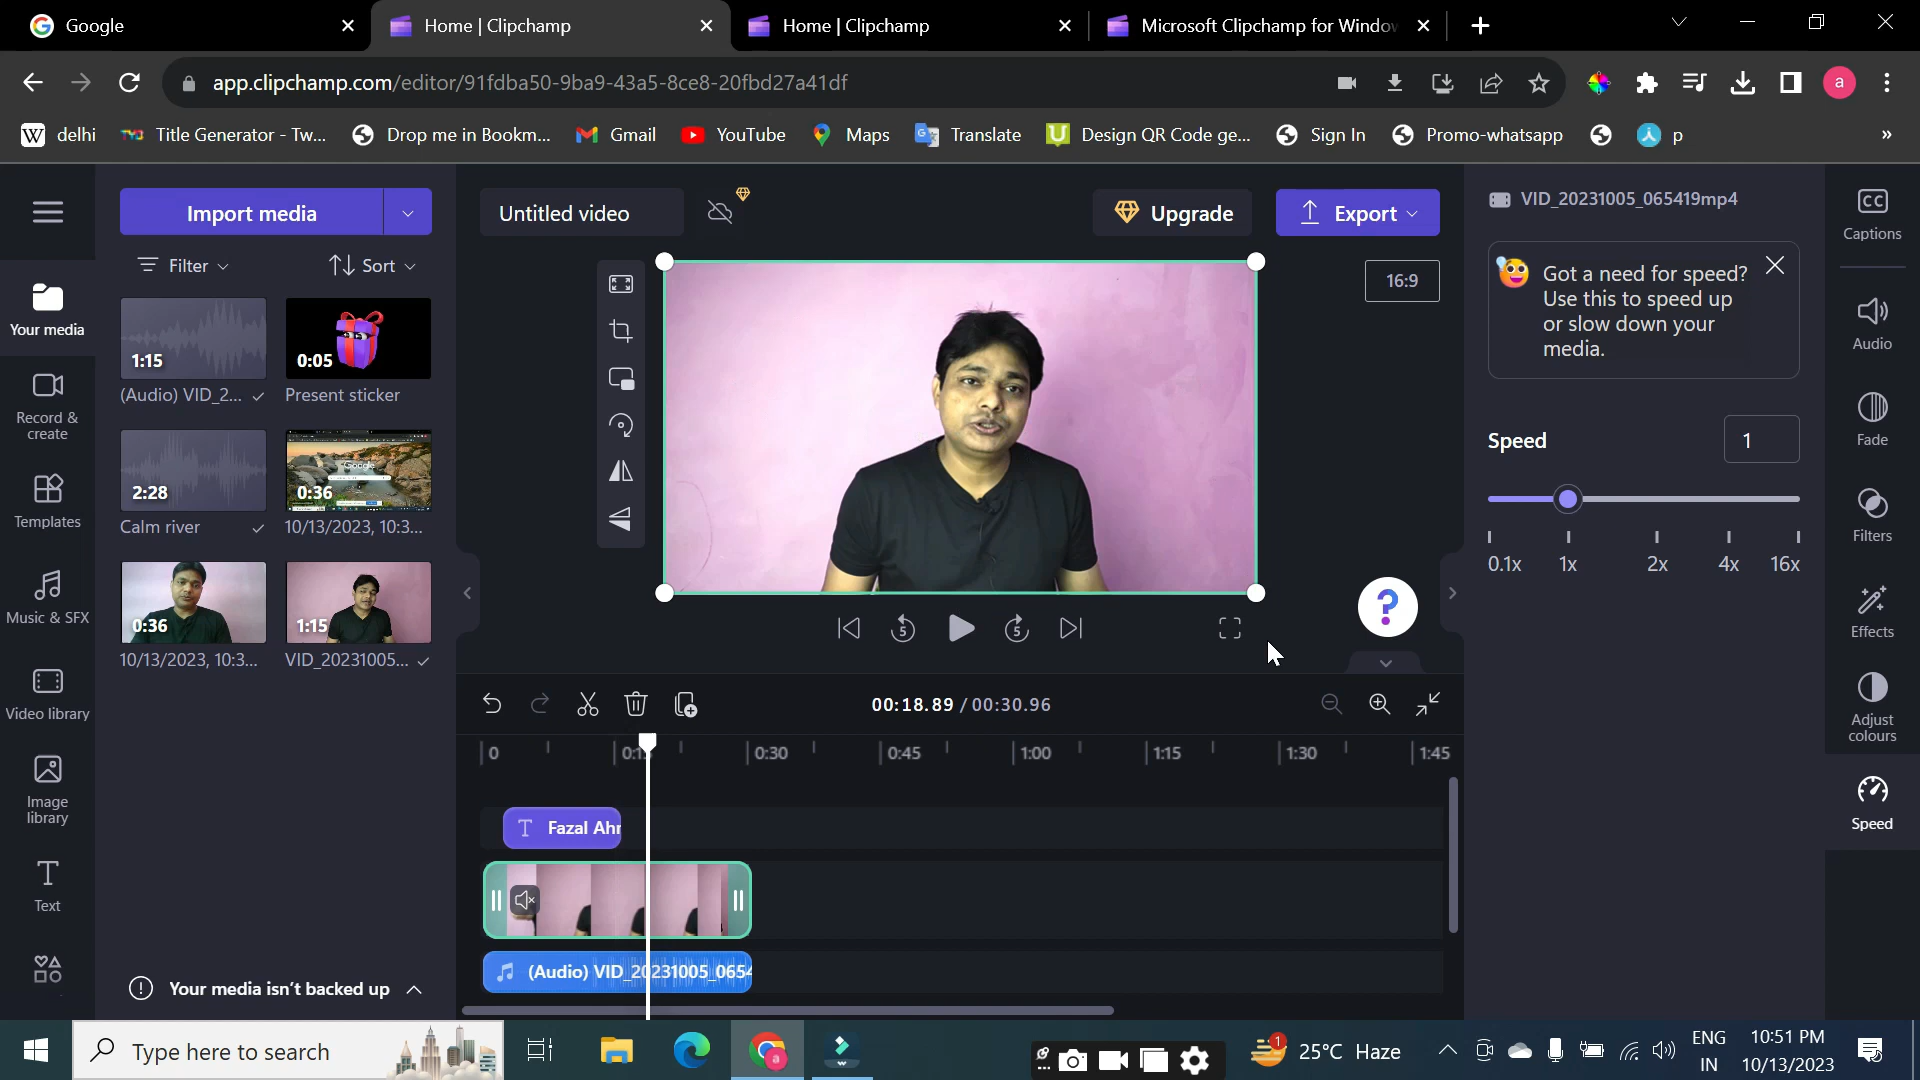 Google
Home | Clipchamp
Home | Clipchamp
Microsoft Clipchamp for Window
app.clipchamp.com/editor/91fdba50-9ba9-43a5-8ce8-20fbd27a41df
a
W delhi
TYG Title Generator - Tw...
Drop me in Bookm...
Gmail
YouTube
Maps
Translate
U Design QR Code ge...
Sign In
Promo-whatsapp
p
»
Import media
Filter
Sort
Your media
Record &
create
Templates
Music & SFX
Video library
Image
library
Text
1:15
(Audio) VID_2...
0:05
Present sticker
2:28
Calm river
0:36
10/13/2023, 10:3...
0:36
10/13/2023, 10:3...
1:15
VID_20231005...
Your media isn't backed up
Untitled video
Upgrade
Export
16:9
5
5
?
00:18.89 / 00:30.96
0
0:15
0:30
0:45
1:00
1:15
1:30
1:45
T Fazal Ahr
(Audio) VID_20231005_0654
VID_20231005_065419mp4
Got a need for speed?
Use this to speed up
or slow down your
media.
Speed
1
0.1x
1x
2x
4x
16x
CC
Captions
Audio
Fade
Filters
Effects
Adjust
colours
Speed
Type here to search
a
1
25°C Haze
ENG
IN
10:51 PM
10/13/2023